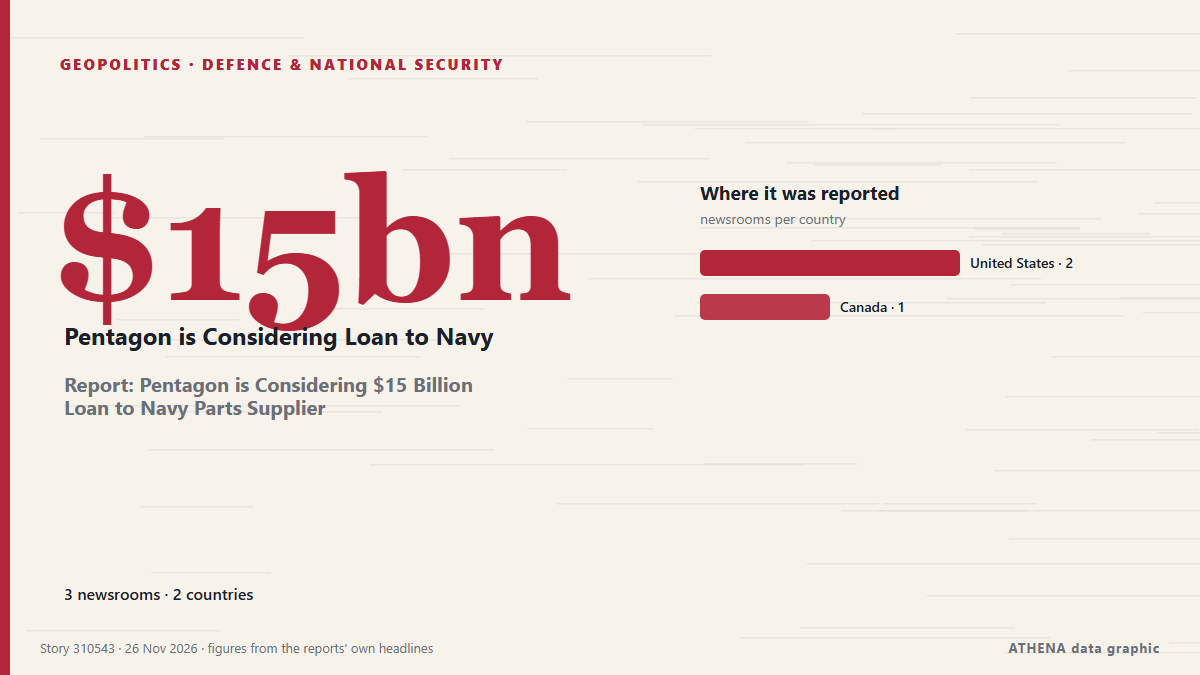 GEOPOLITICS · DEFENCE & NATIONAL SECURITY
$15bn
Pentagon is Considering Loan to Navy
Report: Pentagon is Considering $15 Billion
Loan to Navy Parts Supplier
Where it was reported
newsrooms per country
United States · 2
Canada · 1
3 newsrooms · 2 countries
Story 310543 · 26 Nov 2026 · figures from the reports' own headlines
ATHENA data graphic